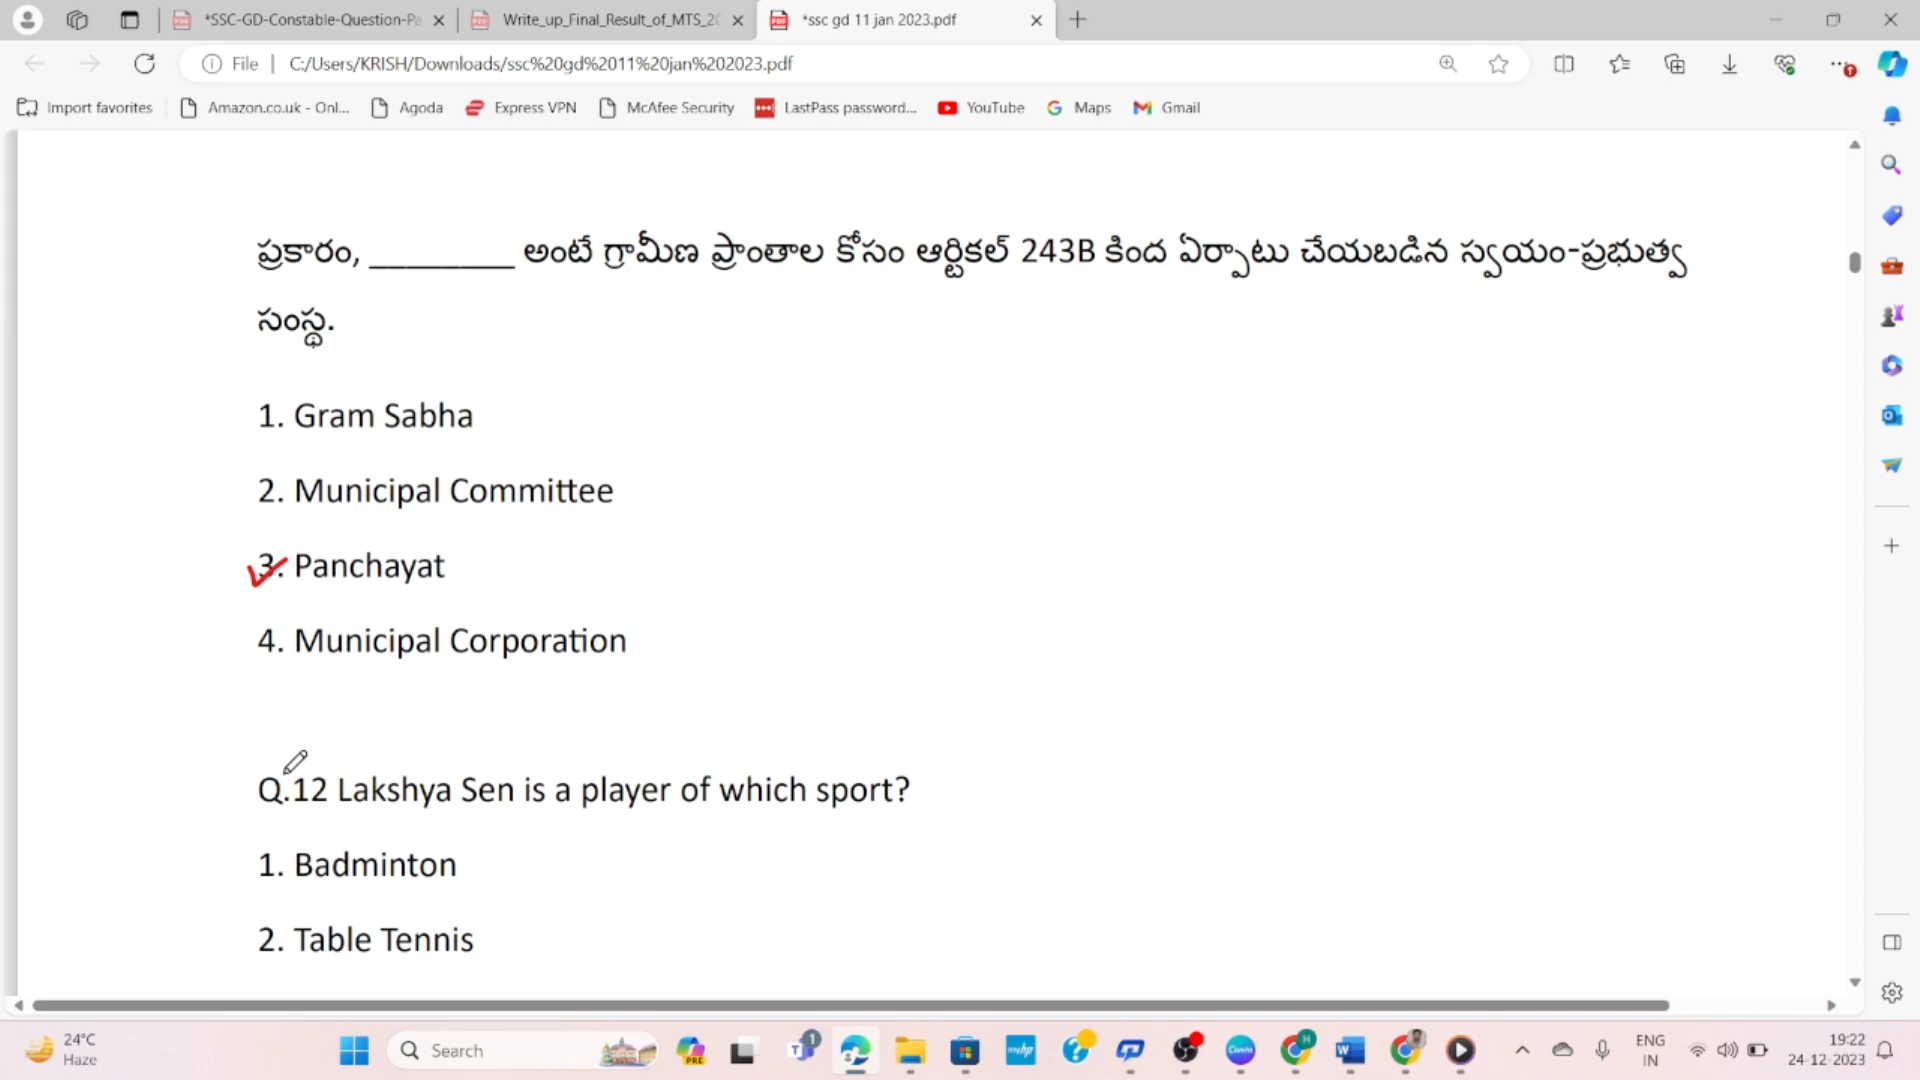 *SSC-GD-Constable-Question-Pa
Write_up_Final_Result_of_MTS_20
*ssc gd 11 jan 2023.pdf
File
C:/Users/KRISH/Downloads/ssc%20gd%2011%20jan%202023.pdf
Import favorites
Amazon.co.uk - Onl...
Agoda
Express VPN
McAfee Security
LastPass password...
YouTube
Maps
Gmail
ప్రకారం, ________ అంటే గ్రామీణ ప్రాంతాల కోసం ఆర్టికల్ 243B కింద ఏర్పాటు చేయబడిన స్వయం-ప్రభుత్వ
సంస్థ.
1. Gram Sabha
2. Municipal Committee
3. Panchayat
4. Municipal Corporation
Q.12 Lakshya Sen is a player of which sport?
1. Badminton
2. Table Tennis
24°C
Haze
Search
ENG
IN
19:22
24-12-2023